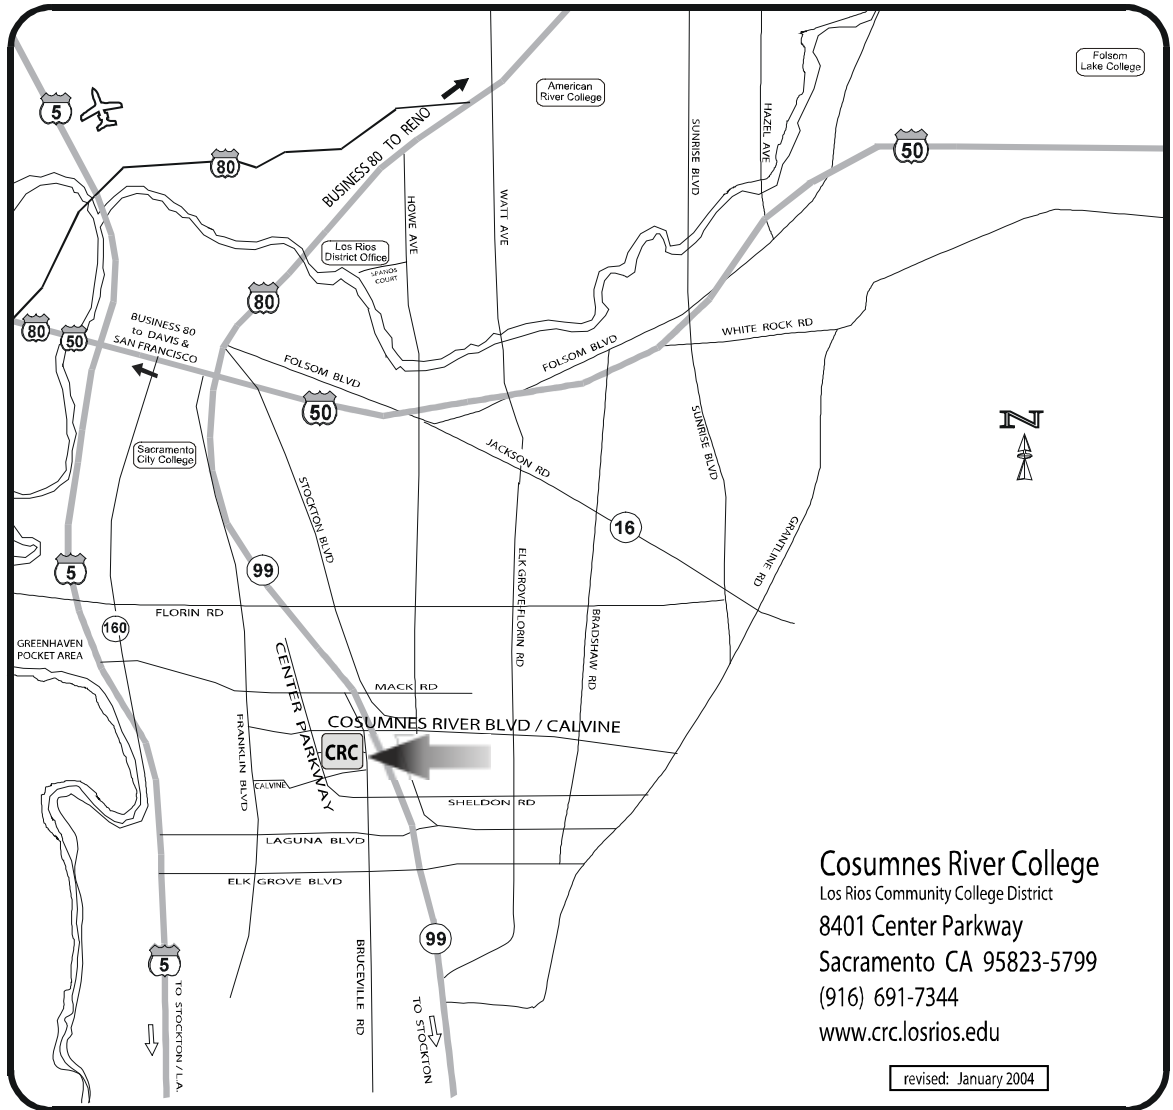 Folsom
Lake College
American
River College
5
80
BUSINESS 80 TO RENO
HOWE AVE
WATT AVE
SUNRISE BLVD
HAZEL AVE
50
Los Rios
District Office
SPANOS
COURT
80
80
50
BUSINESS 80
to DAVIS &
SAN FRANCISCO
FOLSOM BLVD
50
FOLSOM BLVD
WHITE ROCK RD
N
Sacramento
City College
STOCKTON BLVD
JACKSON RD
SUNRISE BLVD
16
GRANTLINE RD
5
99
ELK GROVE-FLORIN RD
BRADSHAW RD
FLORIN RD
160
GREENHAVEN
POCKET AREA
CENTER PARKWAY
MACK RD
COSUMNES RIVER BLVD / CALVINE
FRANKLIN BLVD
CRC
CALVINE
SHELDON RD
LAGUNA BLVD
ELK GROVE BLVD
5
99
TO STOCKTON / L.A.
BRUCEVILLE RD
TO STOCKTON
Cosumnes River College
Los Rios Community College District
8401 Center Parkway
Sacramento CA 95823-5799
(916) 691-7344
www.crc.losrios.edu
revised: January 2004